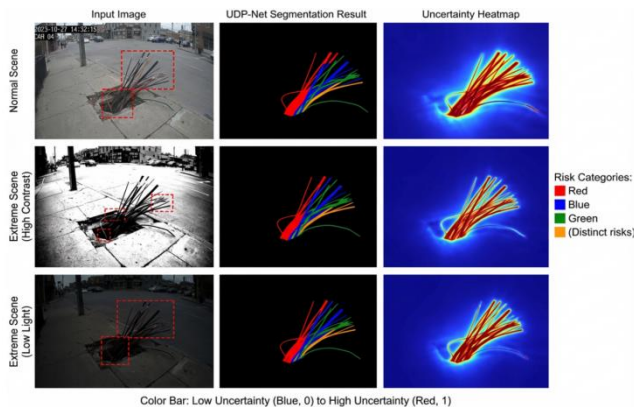 Input Image
UDP-Net Segmentation Result
Uncertainty Heatmap
Normal Scene
2023-10-27 14:32:15
CAR 04
Extreme Scene
(High Contrast)
Risk Categories:
Red
Blue
Green
(Distinct risks)
Extreme Scene
(Low Light)
Color Bar: Low Uncertainty (Blue, 0) to High Uncertainty (Red, 1)